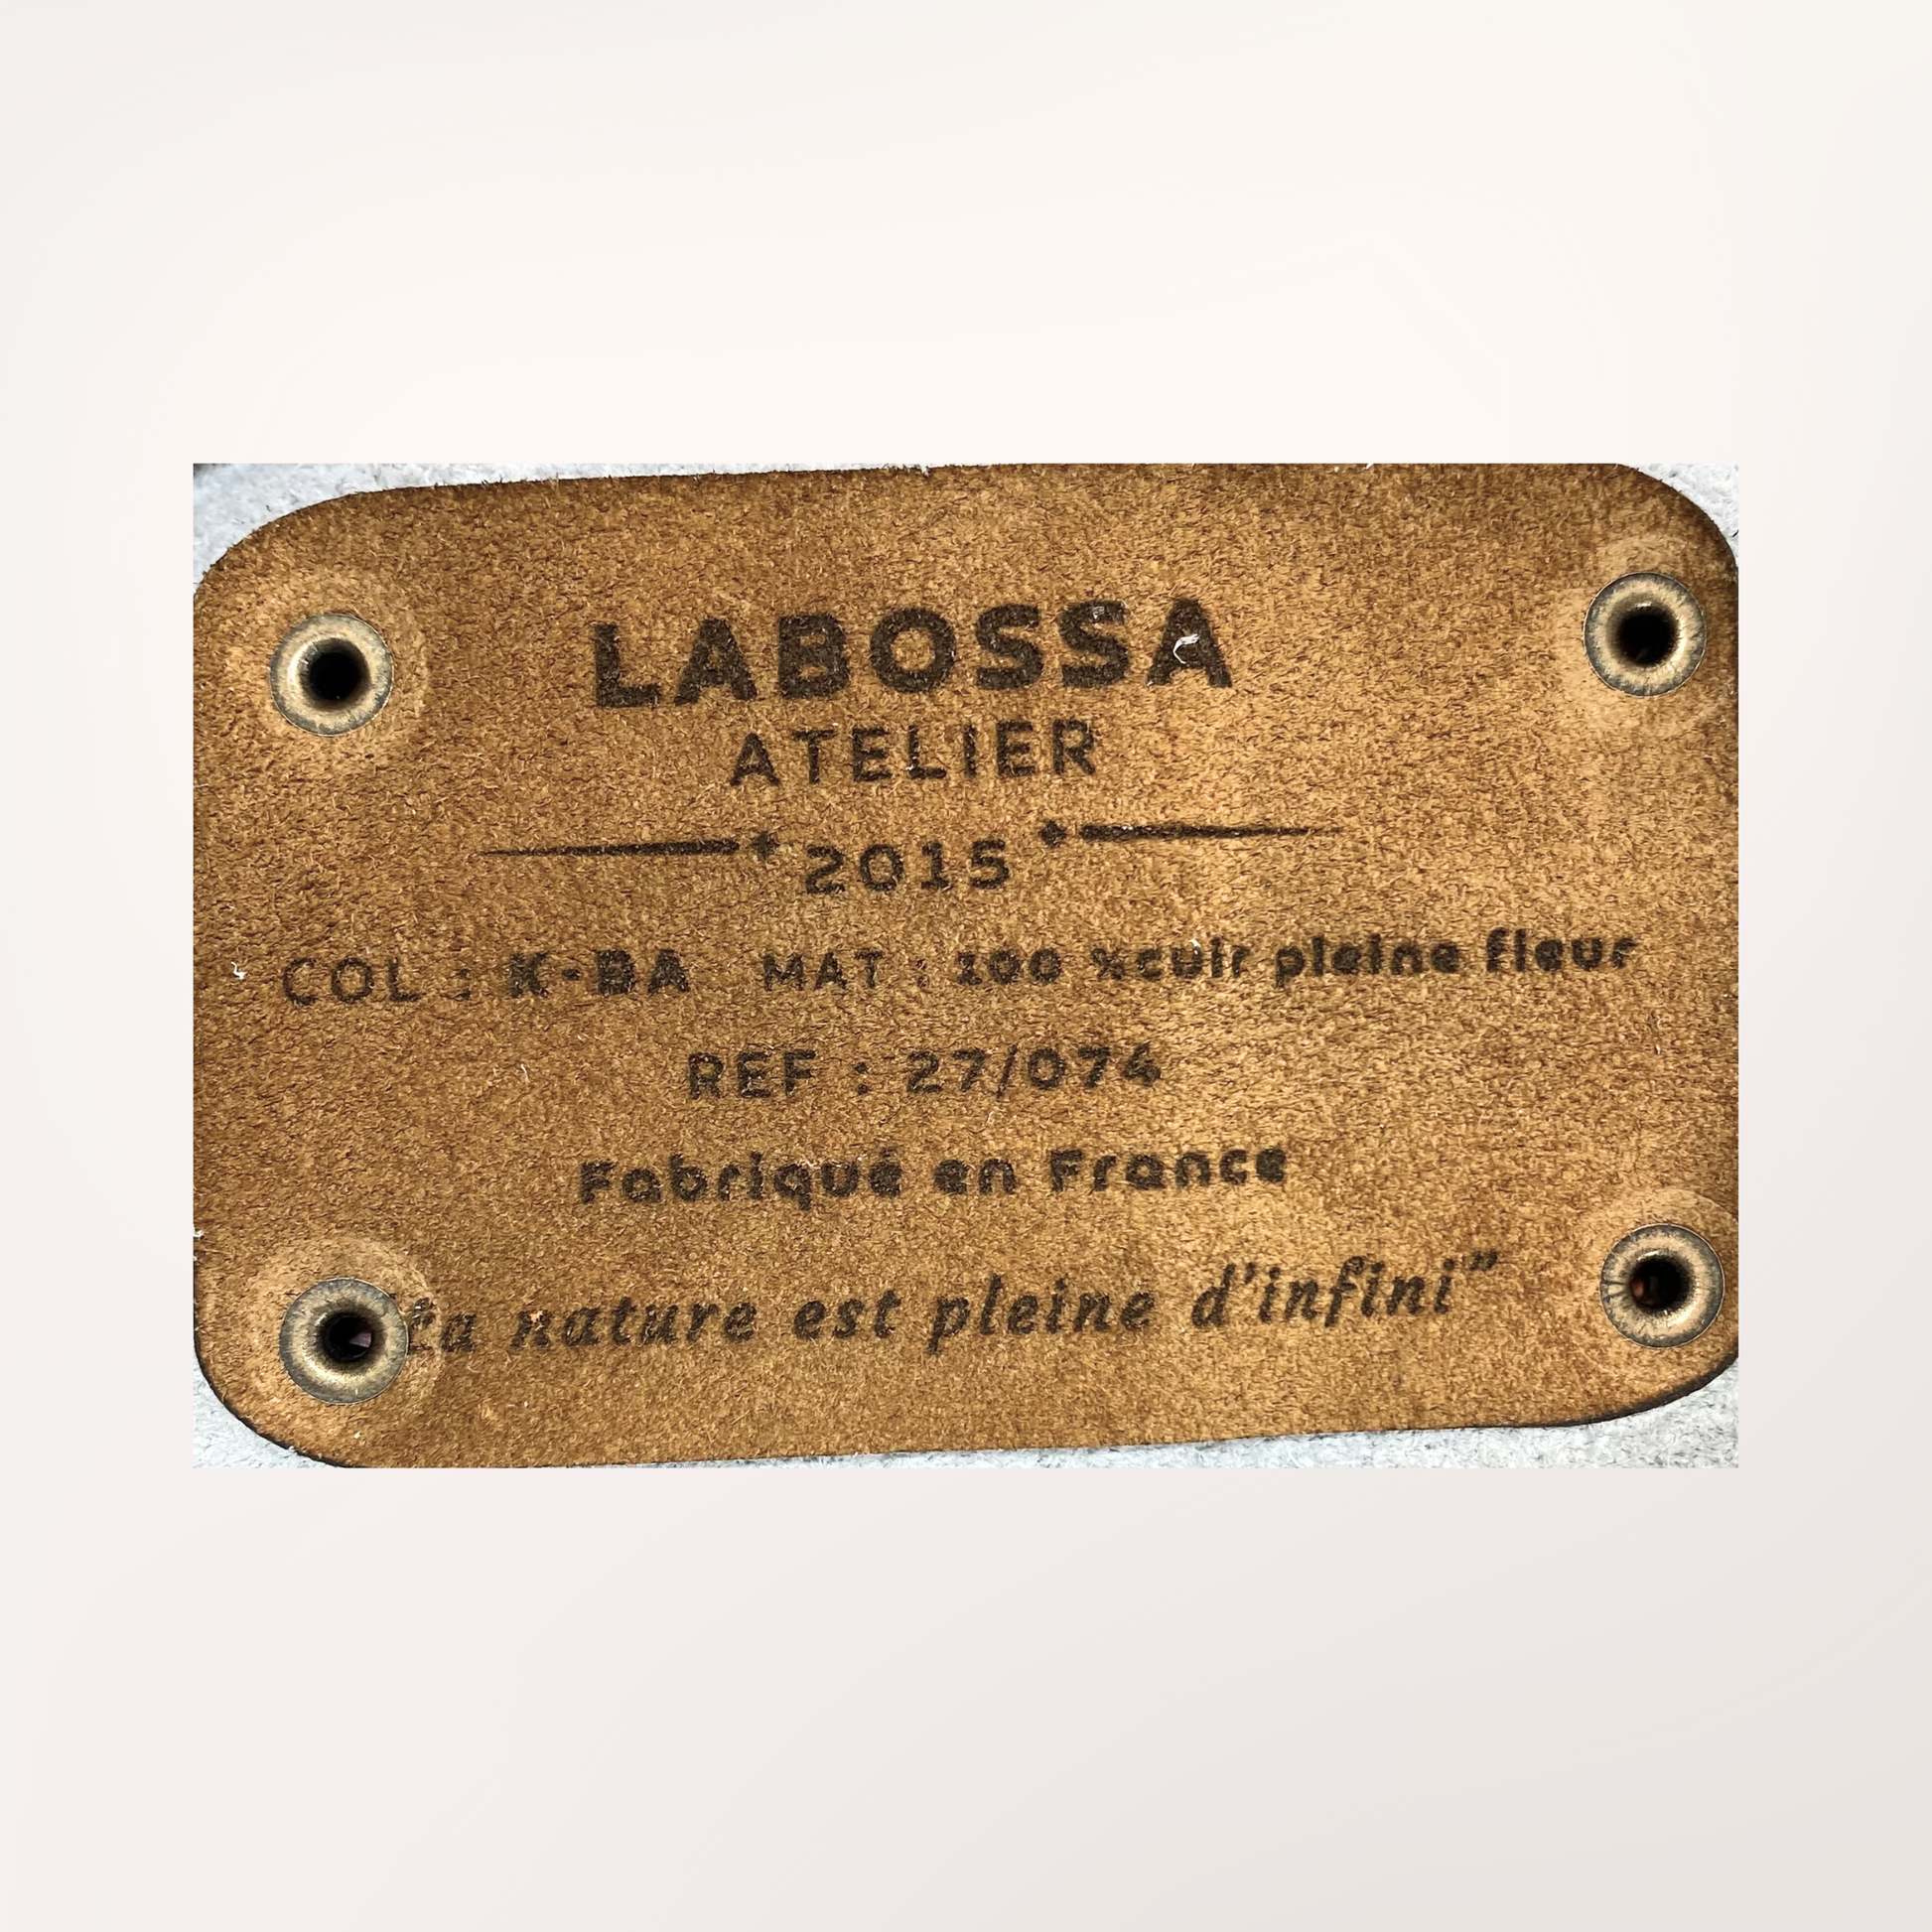 LABOSSA
ATELIER
2015
COL : K-BA MAT : 100 %cuir pleine fleur
REF : 27/074
Fabriqué en France
La nature est pleine d'infini"